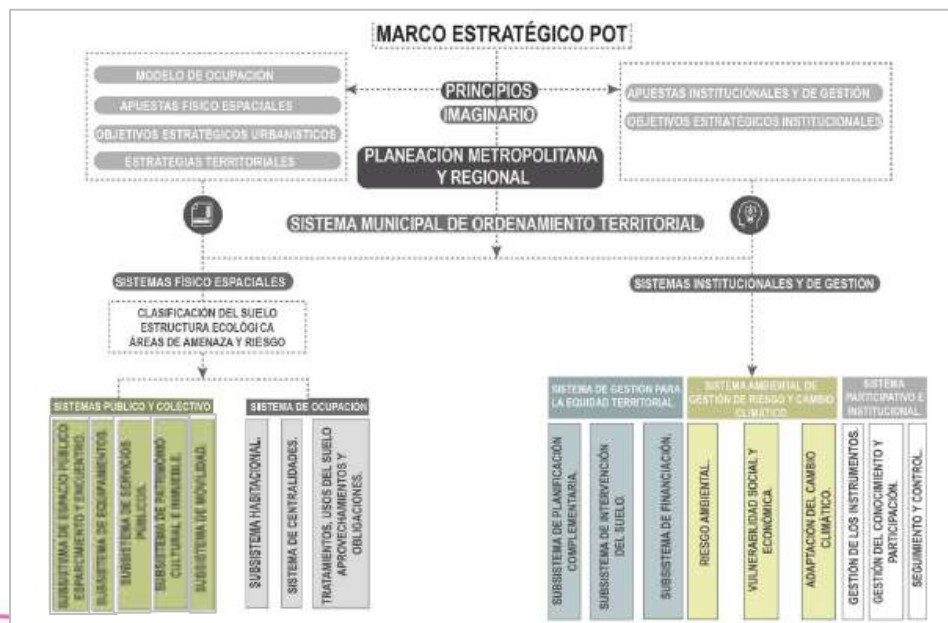 MARCO ESTRATÉGICO POT
MODELO DE OCUPACIÓN
APUESTAS FÍSICO ESPACIALES
OBJETIVOS ESTRATÉGICOS URBANÍSTICOS
ESTRATEGIAS TERRITORIALES
PRINCIPIOS
IMAGINARIO
APUESTAS INSTITUCIONALES Y DE GESTIÓN
OBJETIVOS ESTRATÉGICOS INSTITUCIONALES
PLANEACIÓN METROPOLITANA
Y REGIONAL
SISTEMA MUNICIPAL DE ORDENAMIENTO TERRITORIAL
SISTEMAS FÍSICO ESPACIALES
SISTEMAS INSTITUCIONALES Y DE GESTIÓN
CLASIFICACIÓN DEL SUELO
ESTRUCTURA ECOLÓGICA
ÁREAS DE AMENAZA Y RIESGO
SISTEMAS PÚBLICO Y COLECTIVO
SUBSISTEMA DE ESPACIO PÚBLICO
ESPARCIMIENTO Y ENCUENTRO.
SUBSISTEMA DE EQUIPAMIENTOS.
SUBSISTEMA DE SERVICIOS
PÚBLICOS.
SUBSISTEMA DE PATRIMONIO
CULTURAL E INMUEBLE.
SUBSISTEMA DE MOVILIDAD.
SISTEMA DE OCUPACIÓN
SUBSISTEMA HABITACIONAL.
SISTEMA DE CENTRALIDADES.
TRATAMIENTOS, USOS DEL SUELO
APROVECHAMIENTOS Y
OBLIGACIONES.
SISTEMA DE GESTIÓN PARA
LA EQUIDAD TERRITORIAL.
SUBSISTEMA DE PLANIFICACIÓN
COMPLEMENTARIA.
SUBSISTEMA DE INTERVENCIÓN
DEL SUELO.
SUBSISTEMA DE FINANCIACIÓN.
SISTEMA AMBIENTAL DE
GESTIÓN DE RIESGO Y CAMBIO
CLIMÁTICO.
RIESGO AMBIENTAL.
VULNERABILIDAD SOCIAL Y
ECONÓMICA.
ADAPTACIÓN DEL CAMBIO
CLIMÁTICO.
SISTEMA
PARTICIPATIVO E
INSTITUCIONAL.
GESTIÓN DE LOS INSTRUMENTOS.
GESTIÓN DEL CONOCIMIENTO Y
PARTICIPACIÓN.
SEGUIMIENTO Y CONTROL.